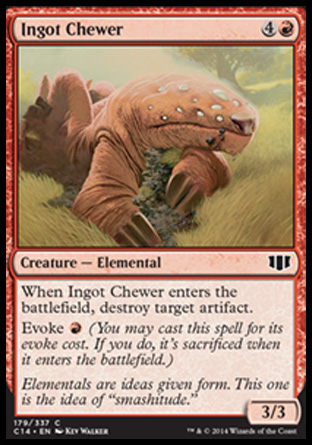 Ingot Chewer 4
Creature — Elemental
When Ingot Chewer enters the
battlefield, destroy target artifact.
Evoke (You may cast this spell for its
evoke cost. If you do, it's sacrificed when
it enters the battlefield.)
Elementals are ideas given form. This one
is the idea of "smashitude."
3/3
179/337 C
C14 • EN Kev Walker
™ & © 2014 Wizards of the Coast